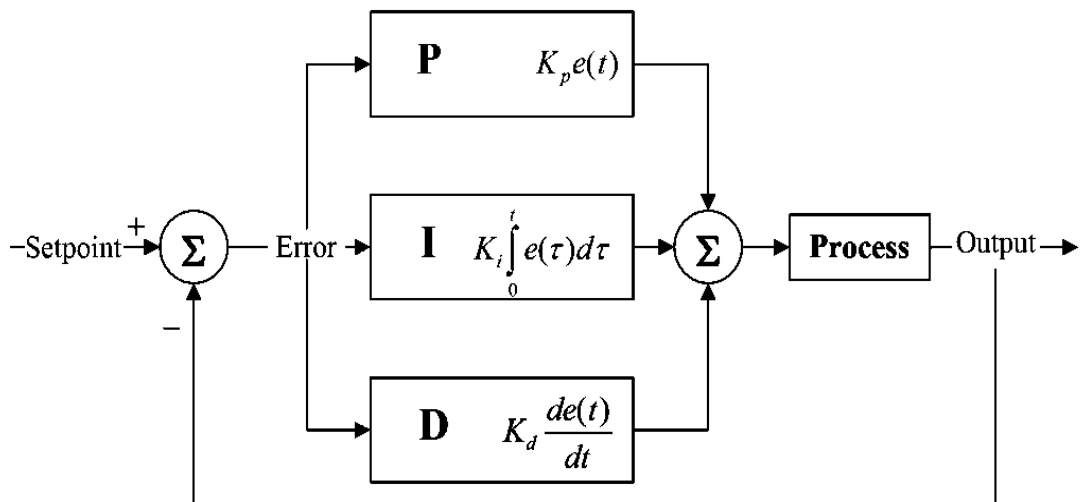 P K_p e(t)
Setpoint + Σ Error I K_i ∫_0^t e(τ)dτ Σ Process Output
−
D K_d de(t)/dt